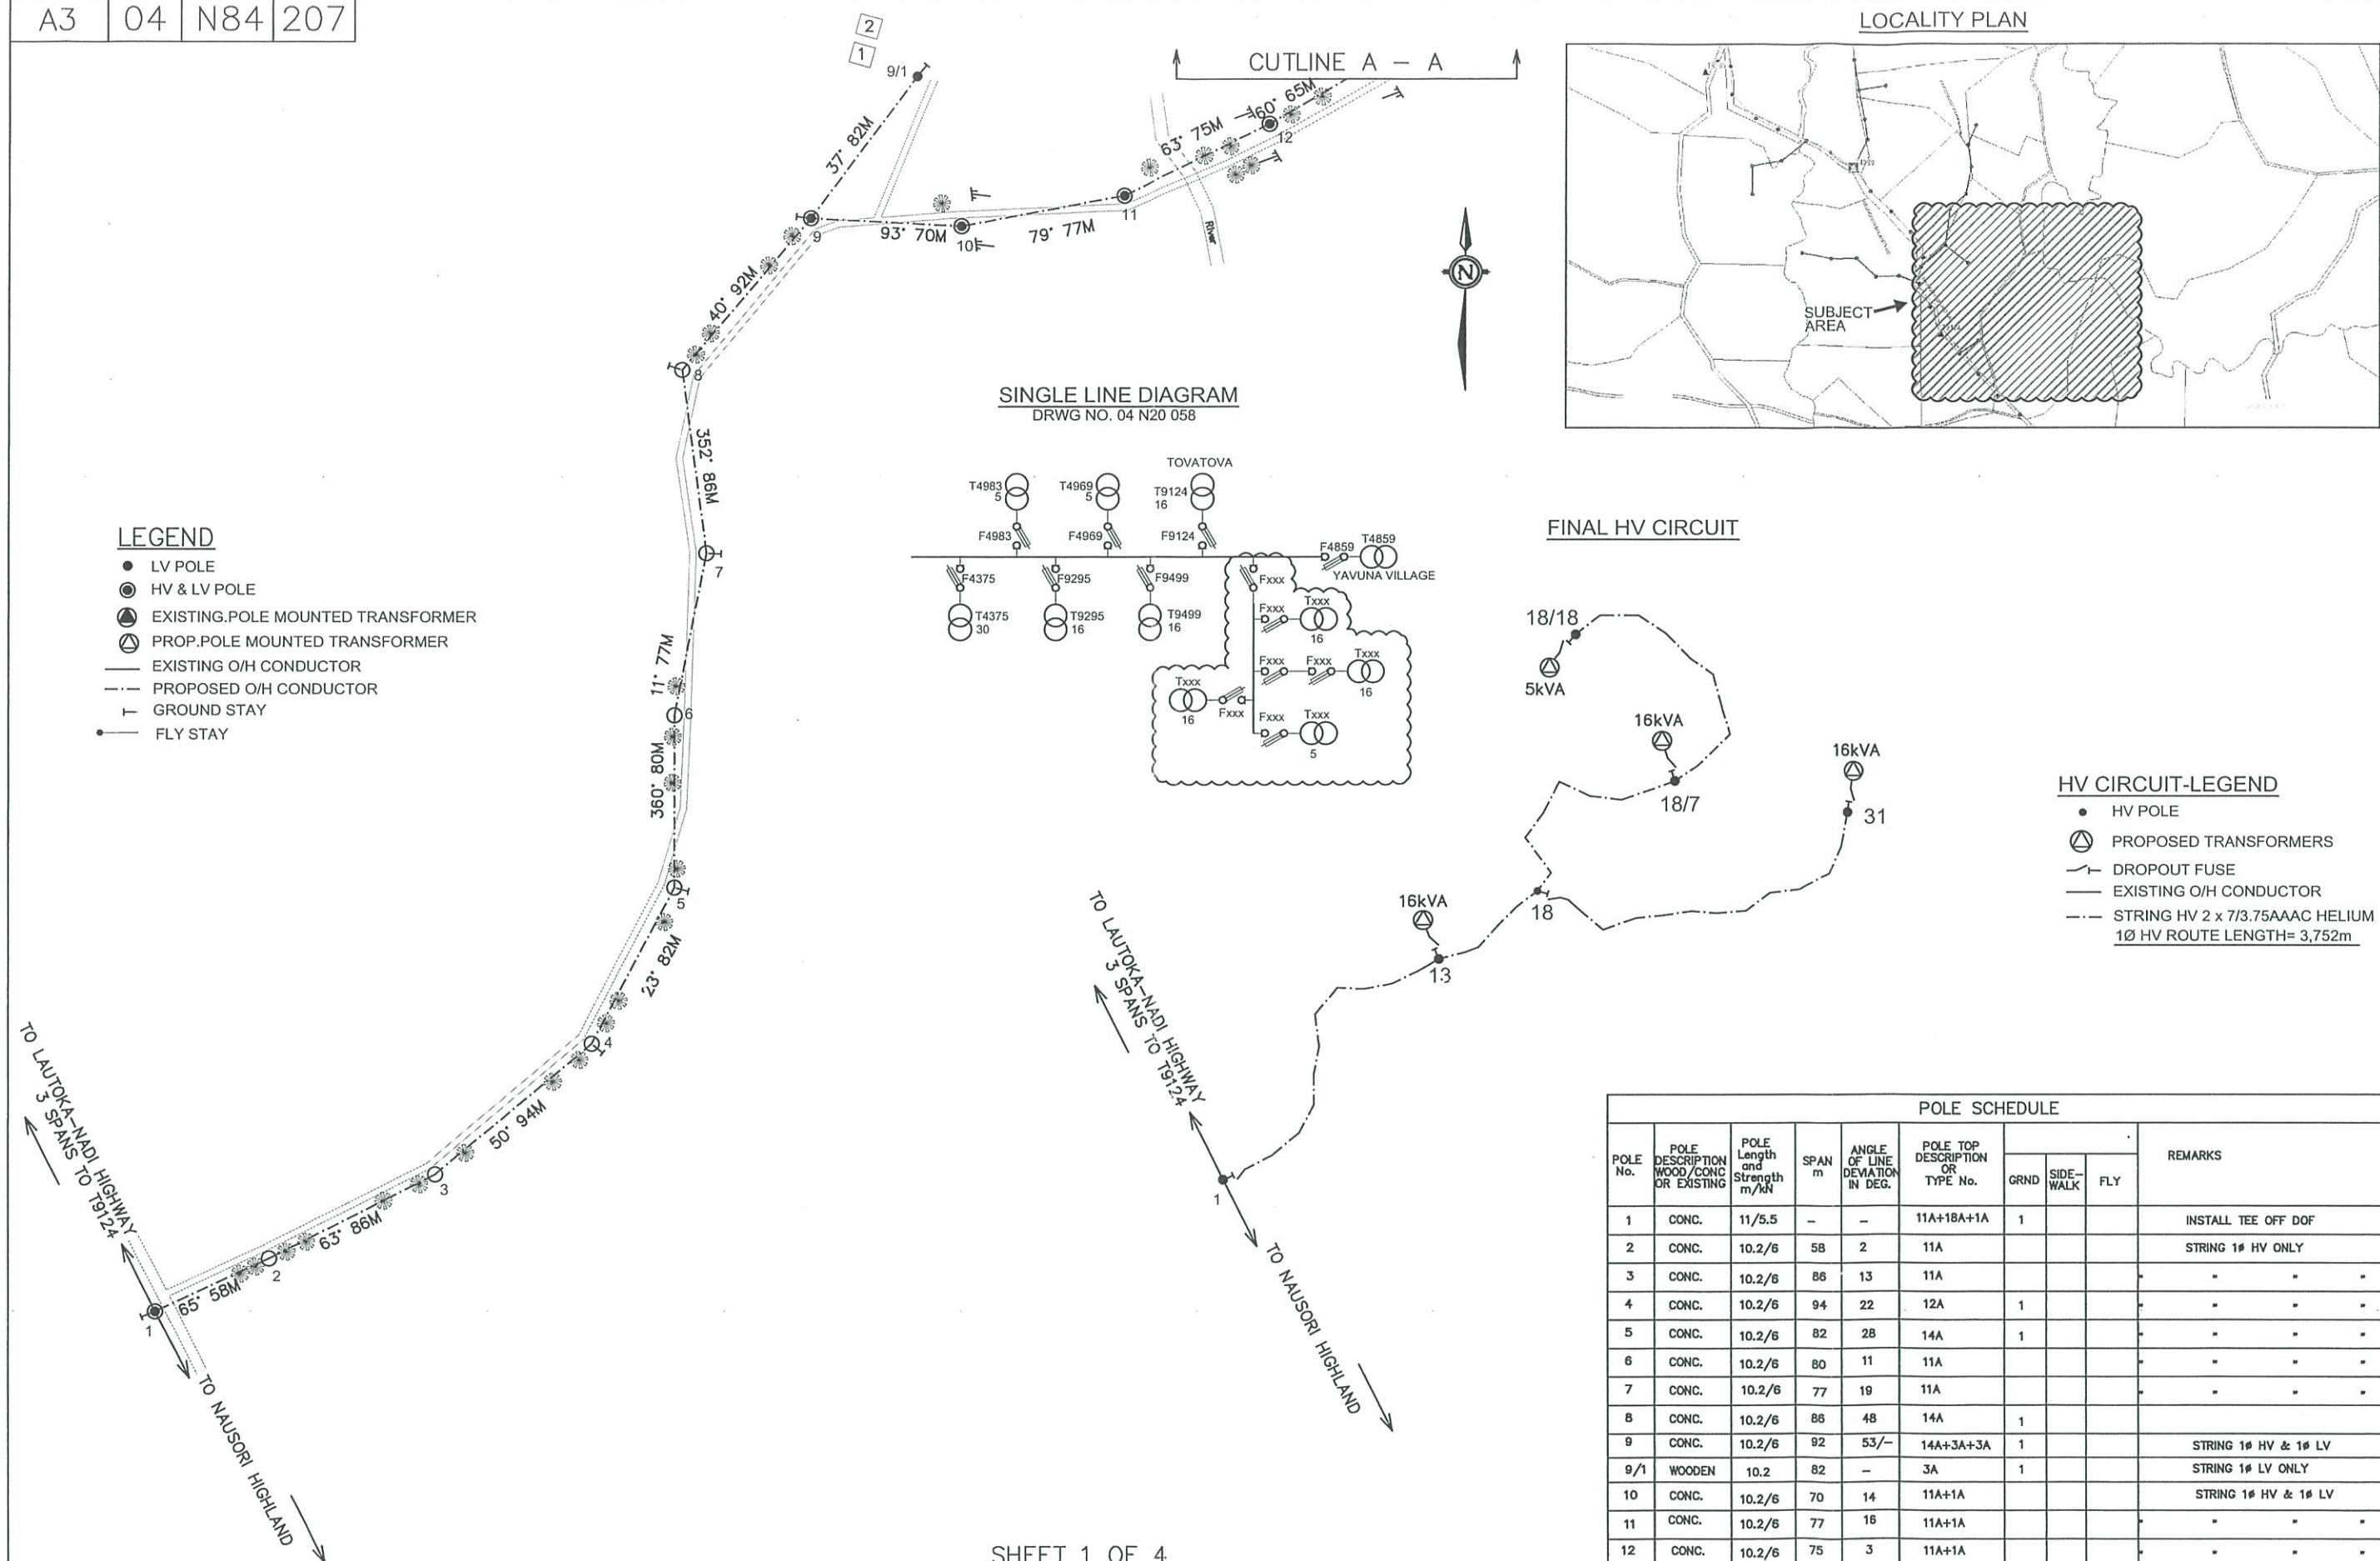 A3 04 N84 207
2
1
9/1
37° 82M
CUTLINE A – A
60° 65M
63° 75M
12
11
River
9
93° 70M
10
79° 77M
40° 92M
8
352° 86M
7
11° 77M
6
360° 80M
5
23° 82M
4
50° 94M
3
63° 86M
2
65° 58M
1
TO LAUTOKA-NADI HIGHWAY
3 SPANS TO T9124
TO NAUSORI HIGHLAND
N
LOCALITY PLAN
SUBJECT
AREA
LEGEND
LV POLE
HV & LV POLE
EXISTING.POLE MOUNTED TRANSFORMER
PROP.POLE MOUNTED TRANSFORMER
EXISTING O/H CONDUCTOR
PROPOSED O/H CONDUCTOR
GROUND STAY
FLY STAY
SINGLE LINE DIAGRAM
DRWG NO. 04 N20 058
TOVATOVA
T4983
5
T4969
5
T9124
16
F4983
F4969
F9124
F4859
T4859
YAVUNA VILLAGE
F4375
F9295
F9499
Fxxx
T4375
30
T9295
16
T9499
16
Fxxx
Txxx
16
Fxxx
Fxxx
Txxx
16
Txxx
16
Fxxx
Fxxx
Txxx
5
FINAL HV CIRCUIT
18/18
5kVA
16kVA
18/7
16kVA
31
18
16kVA
13
1
TO LAUTOKA-NADI HIGHWAY
3 SPANS TO T9124
TO NAUSORI HIGHLAND
HV CIRCUIT-LEGEND
HV POLE
PROPOSED TRANSFORMERS
DROPOUT FUSE
EXISTING O/H CONDUCTOR
STRING HV 2 x 7/3.75AAAC HELIUM
1Ø HV ROUTE LENGTH= 3,752m
POLE SCHEDULE
POLE No. POLE DESCRIPTION WOOD/CONC OR EXISTING POLE Length and Strength m/kN SPAN m ANGLE OF LINE DEVIATION IN DEG. POLE TOP DESCRIPTION OR TYPE No. GRND SIDE-WALK FLY REMARKS
1 CONC. 11/5.5 – – 11A+18A+1A 1 INSTALL TEE OFF DOF
2 CONC. 10.2/6 58 2 11A STRING 1ø HV ONLY
3 CONC. 10.2/6 86 13 11A " " " "
4 CONC. 10.2/6 94 22 12A 1 " " " "
5 CONC. 10.2/6 82 28 14A 1 " " " "
6 CONC. 10.2/6 80 11 11A " " " "
7 CONC. 10.2/6 77 19 11A " " " "
8 CONC. 10.2/6 86 48 14A 1
9 CONC. 10.2/6 92 53/– 14A+3A+3A 1 STRING 1ø HV & 1ø LV
9/1 WOODEN 10.2 82 – 3A 1 STRING 1ø LV ONLY
10 CONC. 10.2/6 70 14 11A+1A STRING 1ø HV & 1ø LV
11 CONC. 10.2/6 77 16 11A+1A " " " "
12 CONC. 10.2/6 75 3 11A+1A " " " "
SHEET 1 OF 4